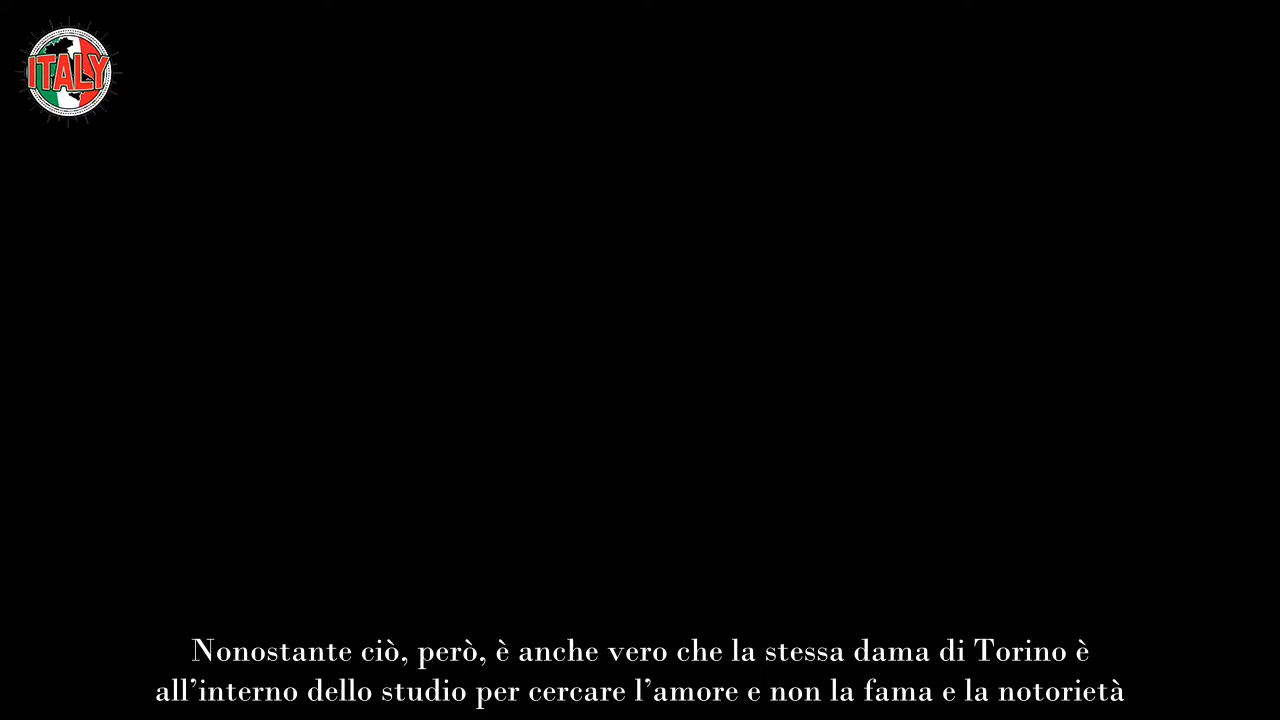 ITALY
Nonostante ciò, però, è anche vero che la stessa dama di Torino è
all’interno dello studio per cercare l’amore e non la fama e la notorietà